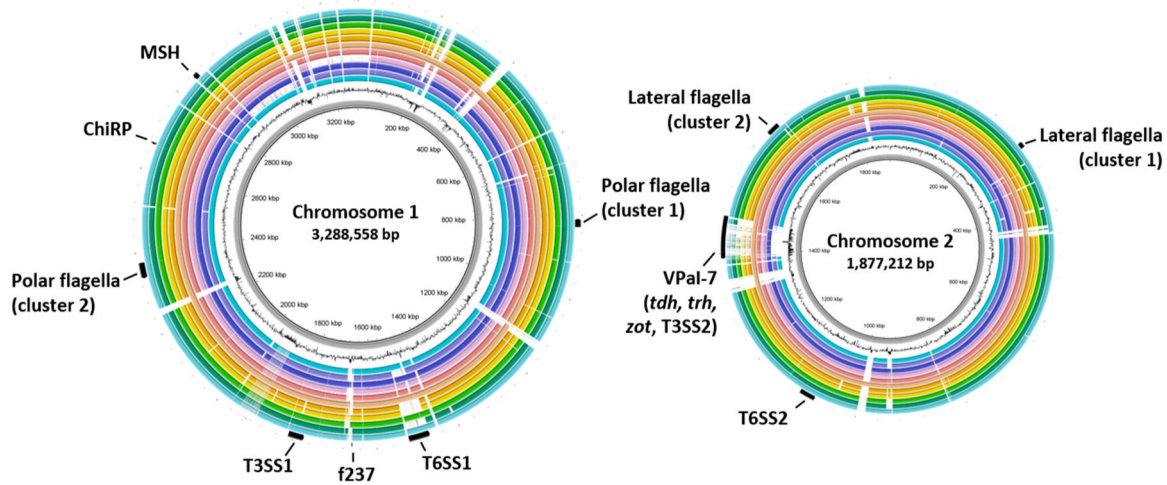 MSH
ChiRP
Polar flagella
(cluster 2)
T3SS1
f237
T6SS1
Polar flagella
(cluster 1)
Chromosome 1
3,288,558 bp
200 kbp
400 kbp
600 kbp
800 kbp
1000 kbp
1200 kbp
1400 kbp
1600 kbp
1800 kbp
2000 kbp
2200 kbp
2400 kbp
2600 kbp
2800 kbp
3000 kbp
3200 kbp
Lateral flagella
(cluster 2)
Lateral flagella
(cluster 1)
VPaI-7
(tdh, trh,
zot, T3SS2)
T6SS2
Chromosome 2
1,877,212 bp
200 kbp
400 kbp
600 kbp
800 kbp
1000 kbp
1200 kbp
1400 kbp
1600 kbp
1800 kbp